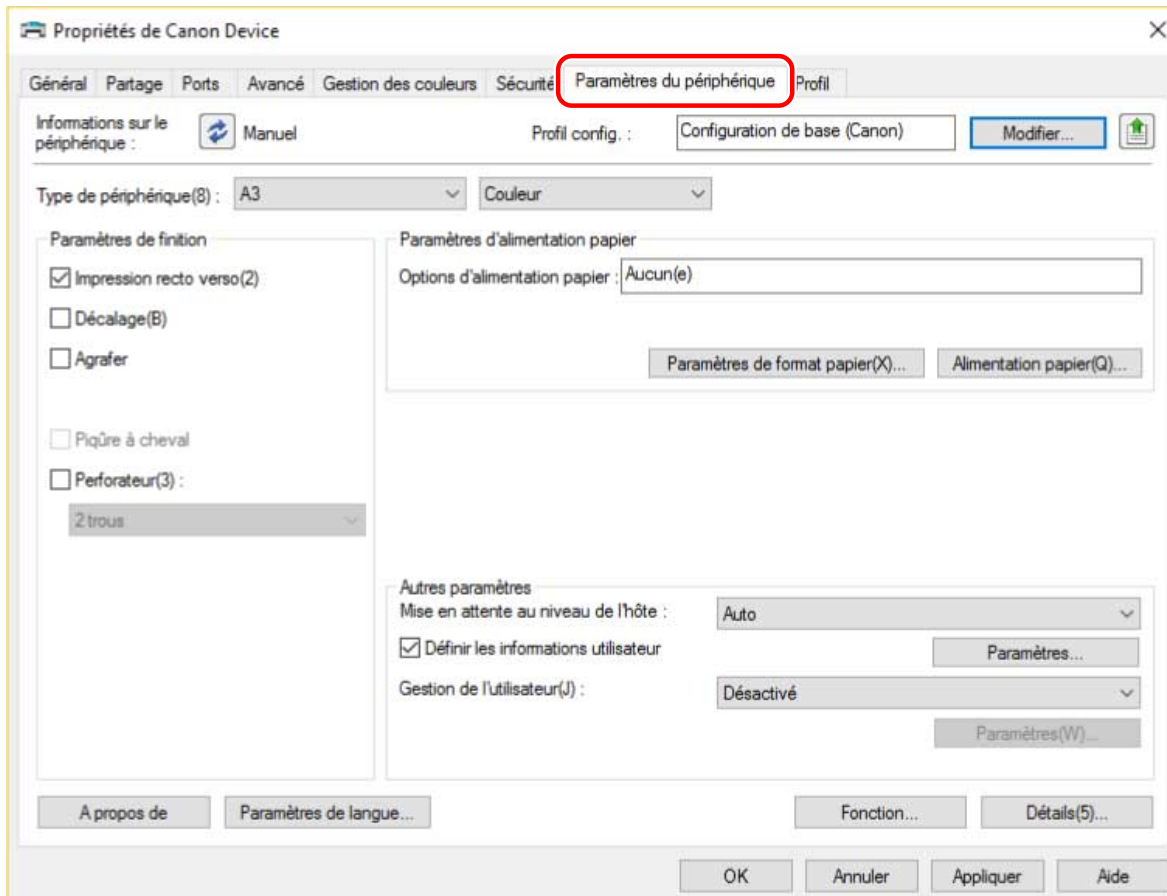 Propriétés de Canon Device
Général Partage Ports Avancé Gestion des couleurs Sécurité Paramètres du périphérique Profil
Informations sur le
périphérique :
Manuel
Profil config. :
Configuration de base (Canon)
Modifier...
Type de périphérique(8) :
A3
Couleur
Paramètres de finition
Impression recto verso(2)
Décalage(B)
Agrafer
Piqûre à cheval
Perforateur(3) :
2 trous
Paramètres d'alimentation papier
Options d'alimentation papier :
Aucun(e)
Paramètres de format papier(X)...
Alimentation papier(Q)...
Autres paramètres
Mise en attente au niveau de l'hôte :
Auto
Définir les informations utilisateur
Paramètres...
Gestion de l'utilisateur(J) :
Désactivé
Paramètres(W)...
A propos de
Paramètres de langue...
Fonction...
Détails(5)...
OK
Annuler
Appliquer
Aide